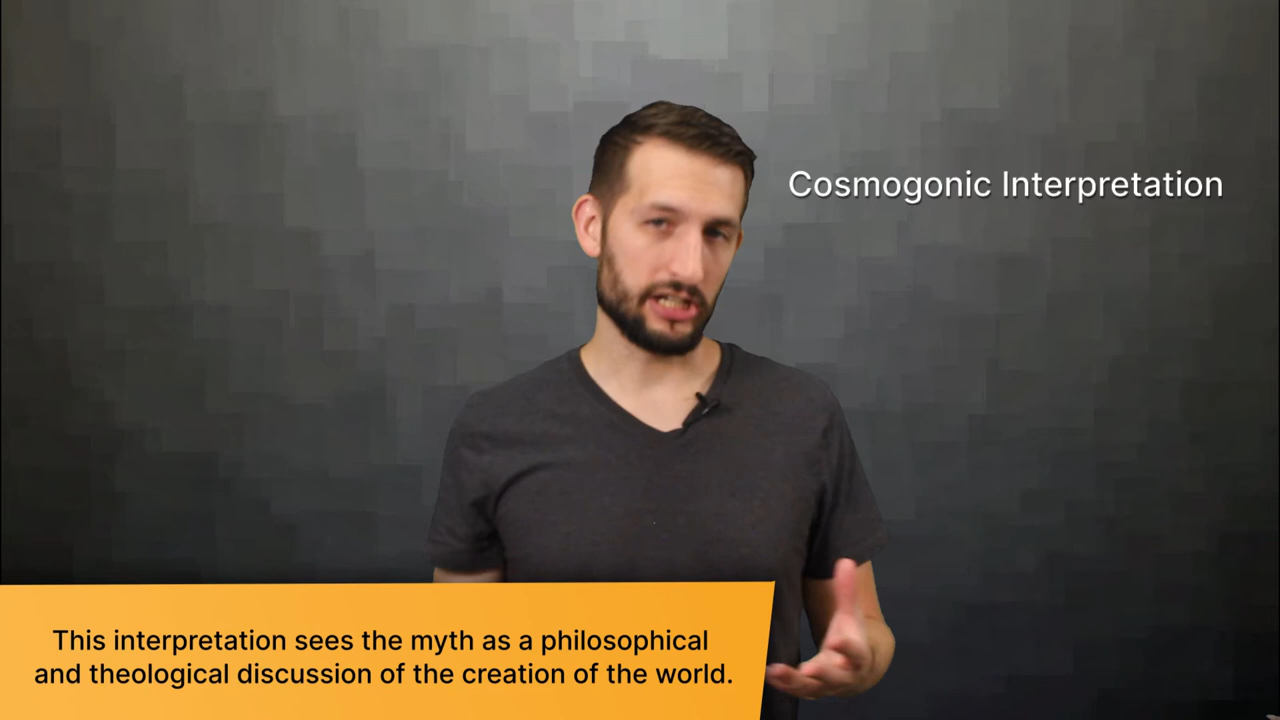 Cosmogonic Interpretation
This interpretation sees the myth as a philosophical
and theological discussion of the creation of the world.